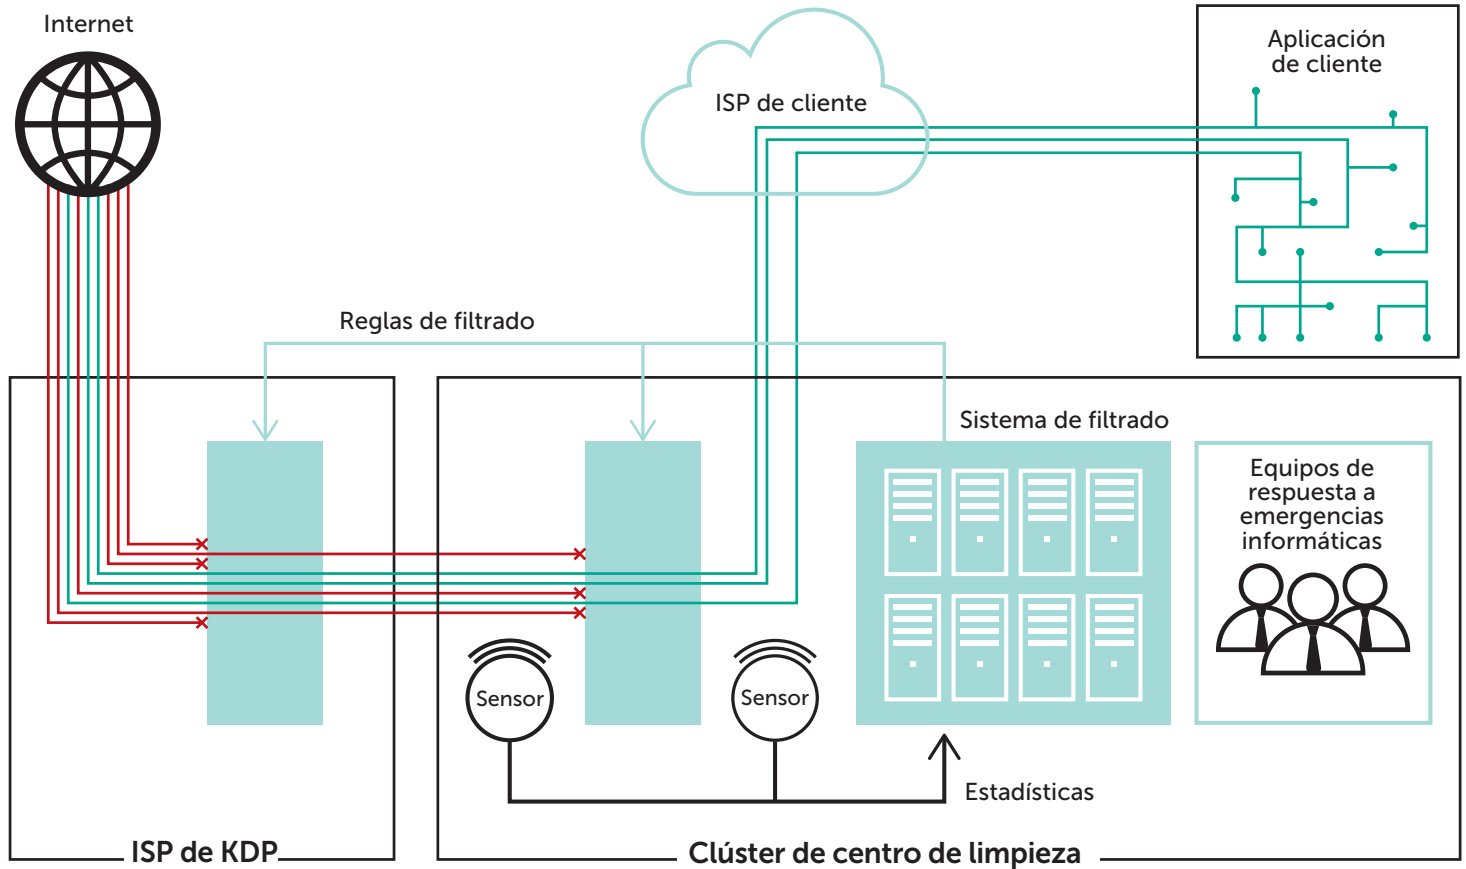 Internet
ISP de cliente
Aplicación
de cliente
Reglas de filtrado
Sistema de filtrado
Equipos de
respuesta a
emergencias
informáticas
Sensor
Sensor
Estadísticas
ISP de KDP
Clúster de centro de limpieza